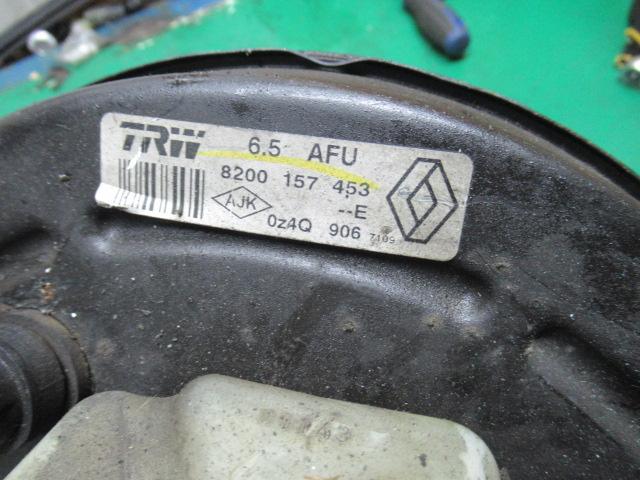 TRW 6.5 AFU
8200 157 453
AJK --E
0z4Q 906 7109